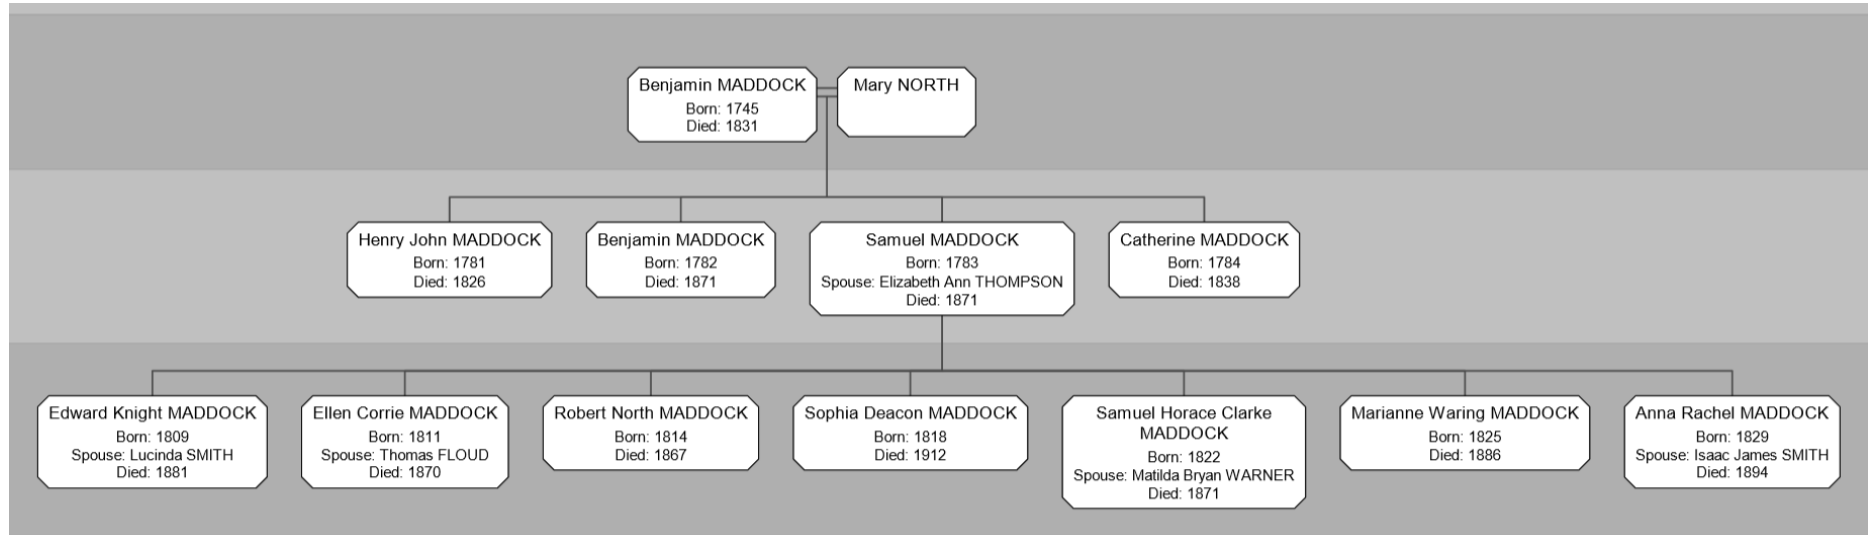 Benjamin MADDOCK
Born: 1745
Died: 1831
Mary NORTH
Henry John MADDOCK
Born: 1781
Died: 1826
Benjamin MADDOCK
Born: 1782
Died: 1871
Samuel MADDOCK
Born: 1783
Spouse: Elizabeth Ann THOMPSON
Died: 1871
Catherine MADDOCK
Born: 1784
Died: 1838
Edward Knight MADDOCK
Born: 1809
Spouse: Lucinda SMITH
Died: 1881
Ellen Corrie MADDOCK
Born: 1811
Spouse: Thomas FLOUD
Died: 1870
Robert North MADDOCK
Born: 1814
Died: 1867
Sophia Deacon MADDOCK
Born: 1818
Died: 1912
Samuel Horace Clarke
MADDOCK
Born: 1822
Spouse: Matilda Bryan WARNER
Died: 1871
Marianne Waring MADDOCK
Born: 1825
Died: 1886
Anna Rachel MADDOCK
Born: 1829
Spouse: Isaac James SMITH
Died: 1894